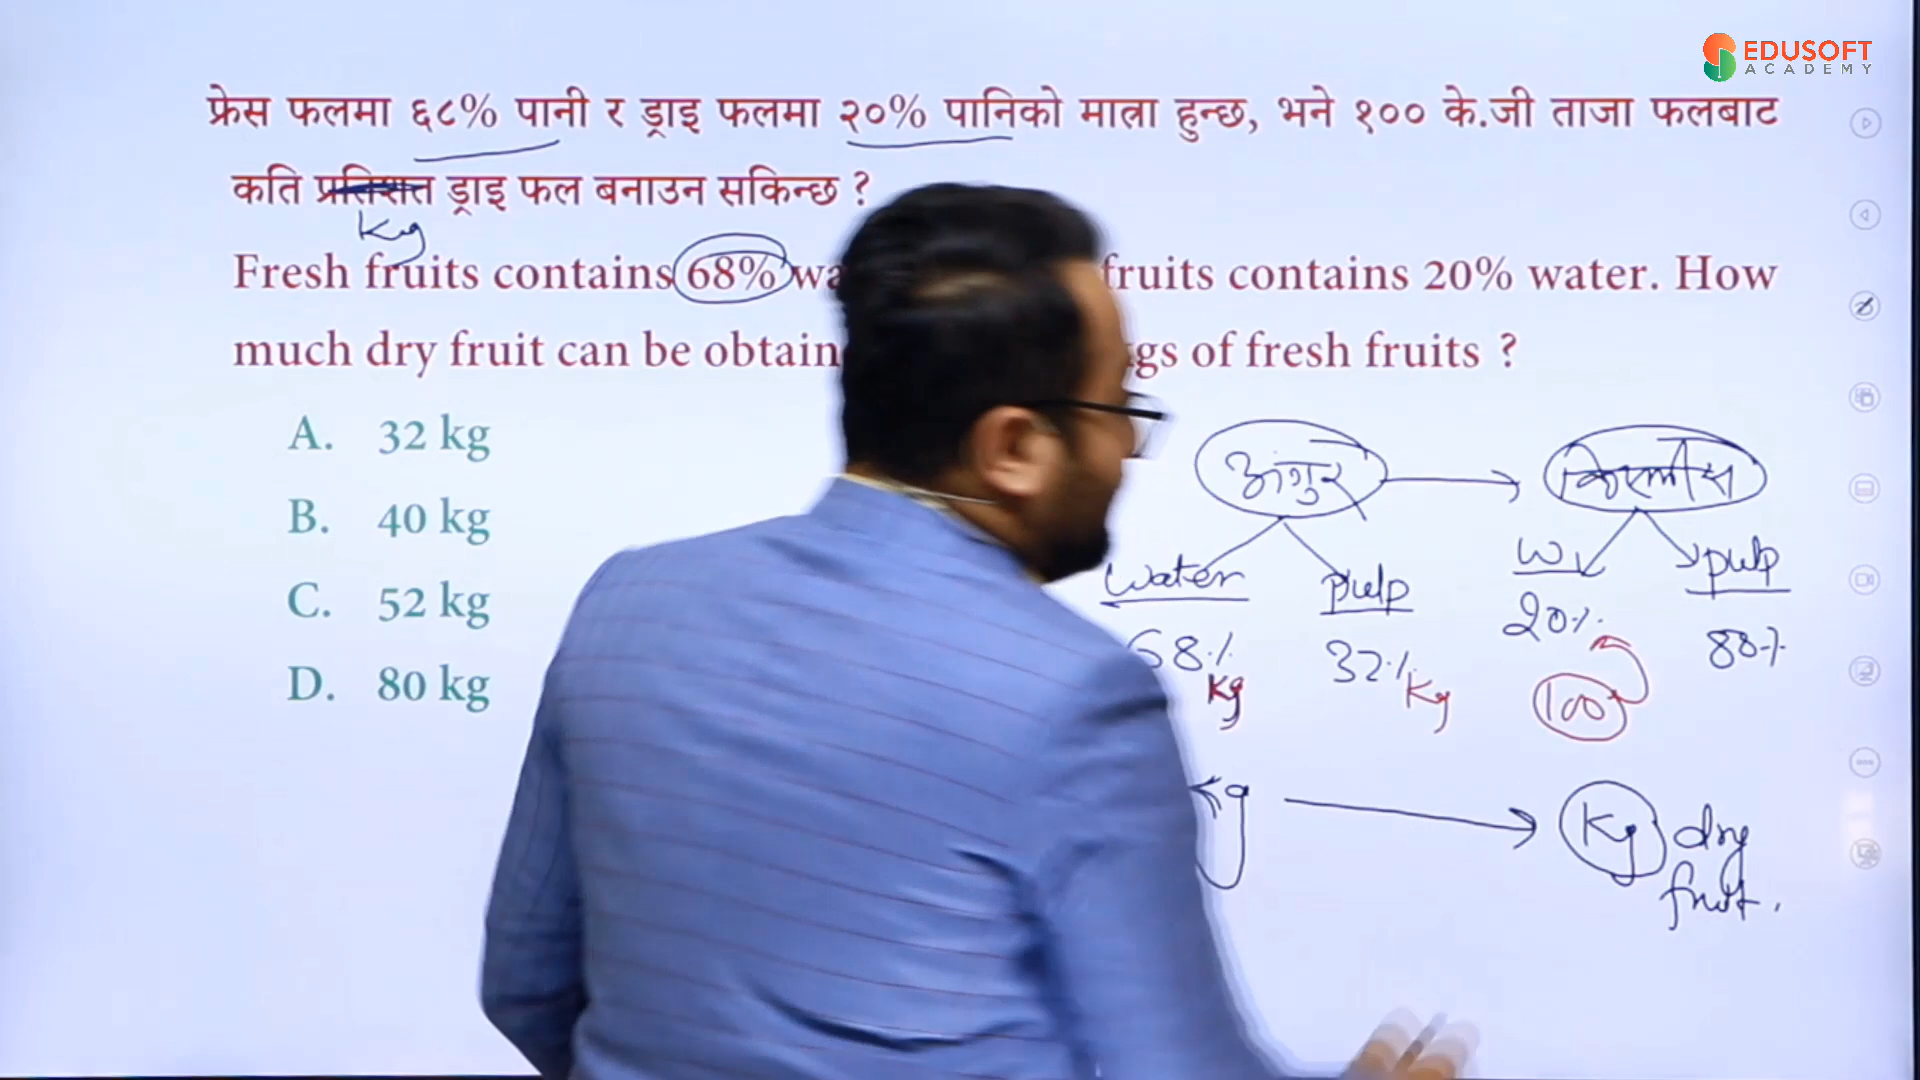 EDUSOFT
ACADEMY
फ्रेस फलमा ६८% पानी र ड्राइ फलमा २०% पानिको मात्रा हुन्छ, भने १०० के.जी ताजा फलबाट
कति प्रतिशत ड्राइ फल बनाउन सकिन्छ ?
Kg
Fresh fruits contains 68% wa fruits contains 20% water. How
much dry fruit can be obtain gs of fresh fruits ?
A. 32 kg
B. 40 kg
C. 52 kg
D. 80 kg
अंगुर
Water Pulp W Pulp
68% 32% 20%
Kg Kg 100
Kg Kg dry
fruit.